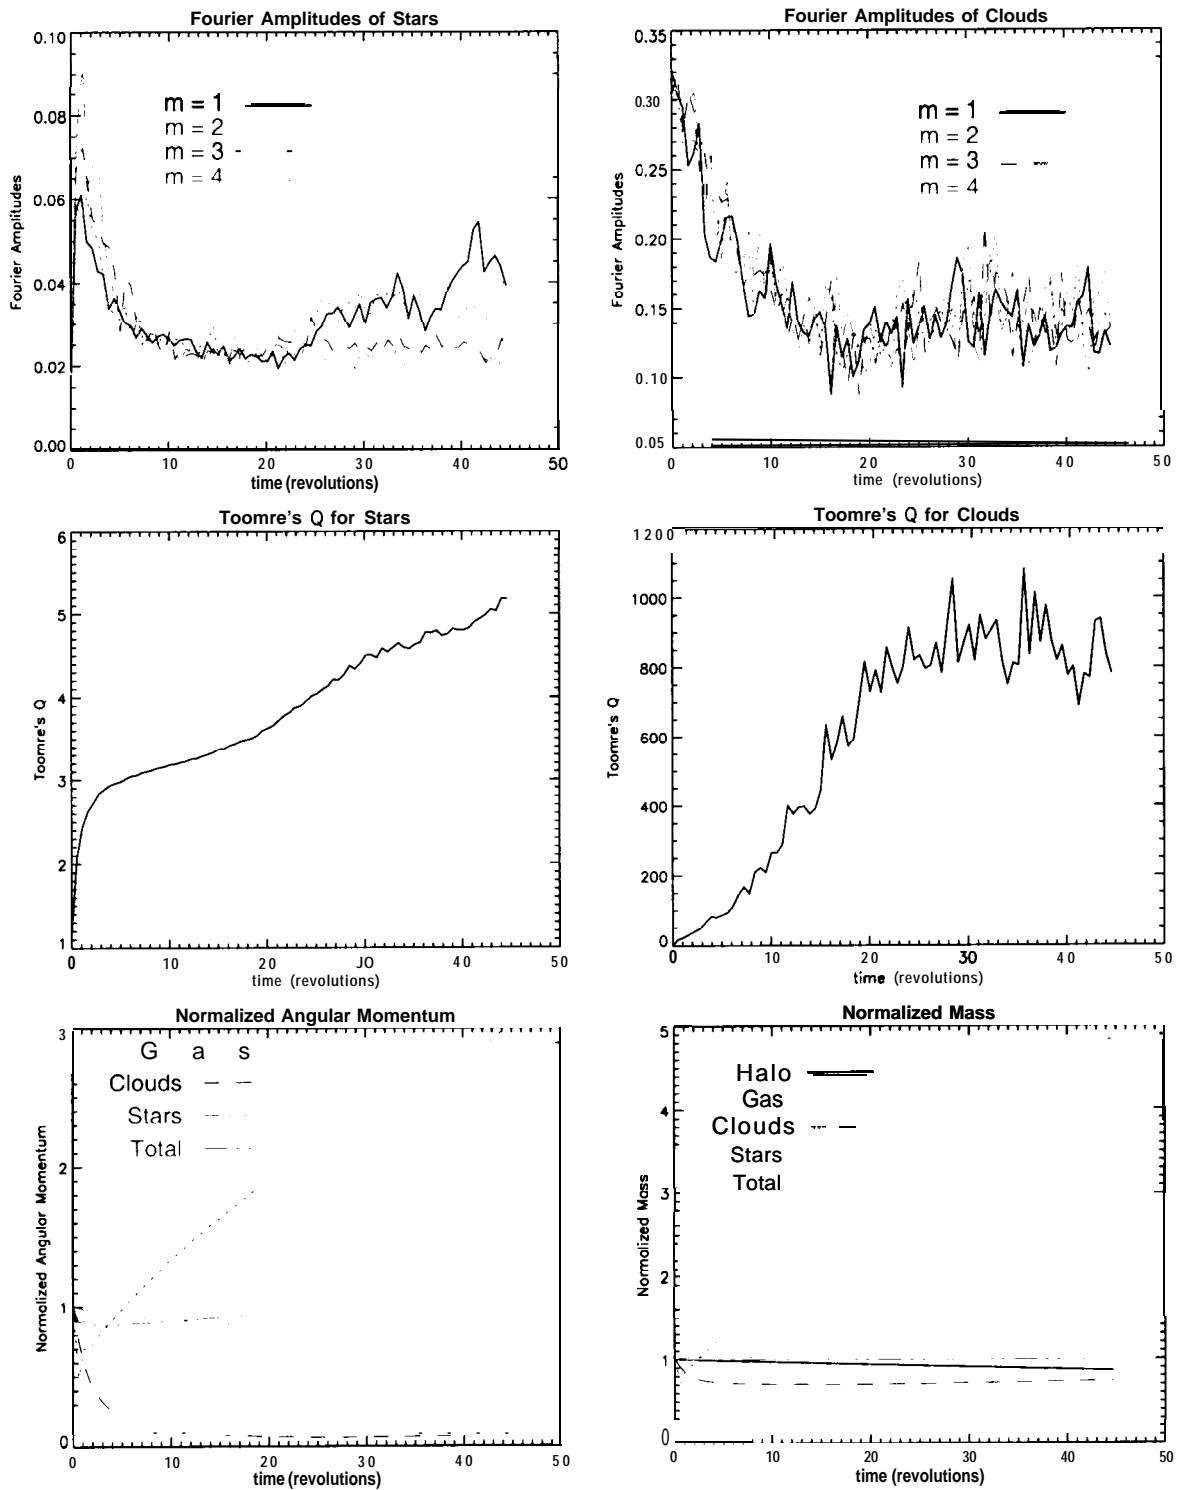 Fourier Amplitudes of Stars
0.10
0.08
0.06
0.04
0.02
0.00
Fourier Amplitudes
m = 1
m = 2
m = 3
m = 4
0 10 20 30 40 50
time (revolutions)
Fourier Amplitudes of Clouds
0.35
0.30
0.25
0.20
0.15
0.10
0.05
Fourier Amplitudes
m = 1
m = 2
m = 3
m = 4
0 10 20 30 40 50
time (revolutions)
Toomre's Q for Stars
6
5
4
3
2
1
Toomre's Q
0 10 20 JO 40 50
time (revolutions)
Toomre's Q for Clouds
1200
1000
800
600
400
200
0
Toomre's Q
0 10 20 30 40 50
time (revolutions)
Normalized Angular Momentum
3
2
1
0
Normalized Angular Momentum
G a s
Clouds
Stars
Total
0 10 20 30 40 50
time (revolutions)
Normalized Mass
5
4
3
2
1
0
Normalized Mass
Halo
Gas
Clouds
Stars
Total
0 10 20 30 40 50
time (revolutions)